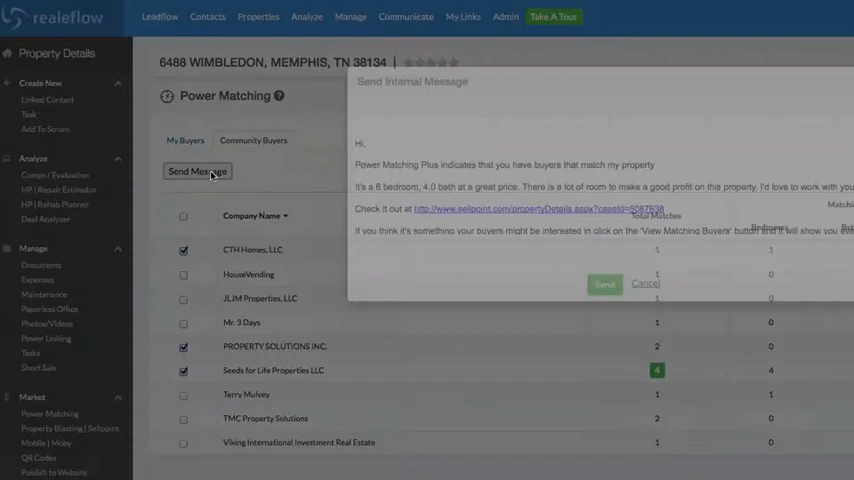 realeflow
Leadflow Contacts Properties Analyze Manage Communicate My Links Admin Take A Tour
Property Details
Create New
Linked Contact
Task
Add To Scrum
Analyze
Comps / Evaluation
HP | Repair Estimator
HP | Rehab Planner
Deal Analyzer
Manage
Documents
Expenses
Maintenance
Paperless Office
Photos/Videos
Power Linking
Tasks
Short Sale
Market
Power Matching
Property Blasting | Sellpoint
Mobile | Moby
QR Codes
Publish to Website
6488 WIMBLEDON, MEMPHIS, TN 38134 |
Power Matching ?
My Buyers Community Buyers
Send Message
Send Internal Message
Hi,
Power Matching Plus indicates that you have buyers that match my property
It's a 6 bedroom, 4.0 bath at a great price. There is a lot of room to make a good profit on this property. I'd love to work with you
Check it out at http://www.sellpoint.com/propertyDetails.aspx?caseId=5087638
If you think it's something your buyers might be interested in click on the 'View Matching Buyers' button and it will show you
Send Cancel
Company Name Total Matches Bedrooms
CTH Homes, LLC 1 1
HouseVending 1 0
JLJM Properties, LLC 1 0
Mr. 3 Days 1 0
PROPERTY SOLUTIONS INC. 2 0
Seeds for Life Properties LLC 4 4
Terry Mulvey 1 1
TMC Property Solutions 2 0
Viking International Investment Real Estate 1 0